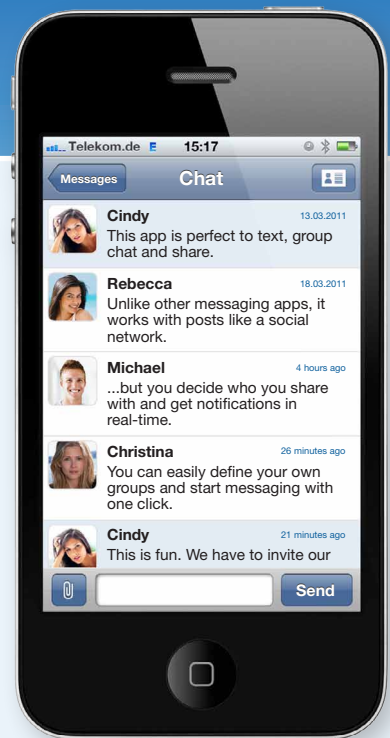 Telekom.de E 15:17
Messages
Chat
Cindy 13.03.2011
This app is perfect to text, group
chat and share.
Rebecca 18.03.2011
Unlike other messaging apps, it
works with posts like a social
network.
Michael 4 hours ago
...but you decide who you share
with and get notifications in
real-time.
Christina 26 minutes ago
You can easily define your own
groups and start messaging with
one click.
Cindy 21 minutes ago
This is fun. We have to invite our
Send